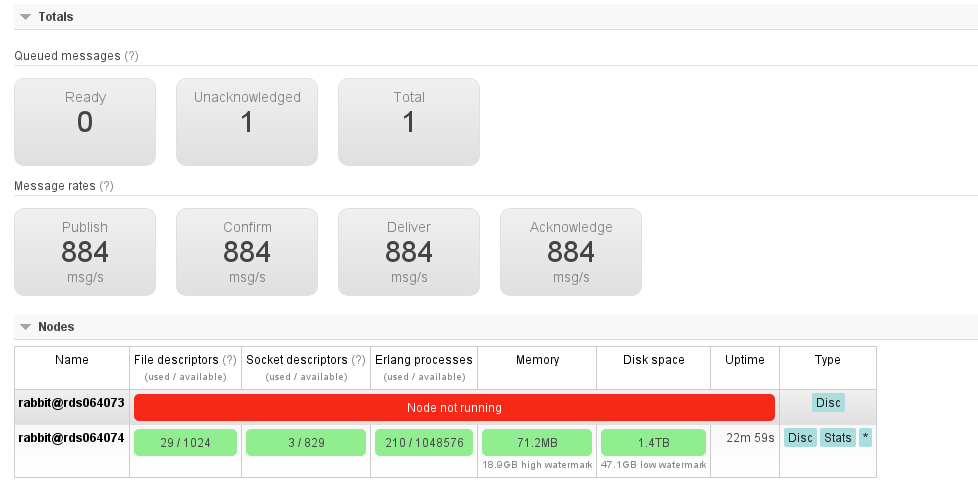 Totals
Queued messages (?)
Ready Unacknowledged Total
0 1 1
Message rates (?)
Publish Confirm Deliver Acknowledge
884 884 884 884
msg/s msg/s msg/s msg/s
Nodes
Name File descriptors (?) Socket descriptors (?) Erlang processes Memory Disk space Uptime Type
(used / available) (used / available) (used / available)
rabbit@rds064073 Node not running Disc
rabbit@rds064074 29 / 1024 3 / 829 210 / 1048576 71.2MB 1.4TB 22m 59s Disc Stats *
18.9GB high watermark 47.1GB low watermark